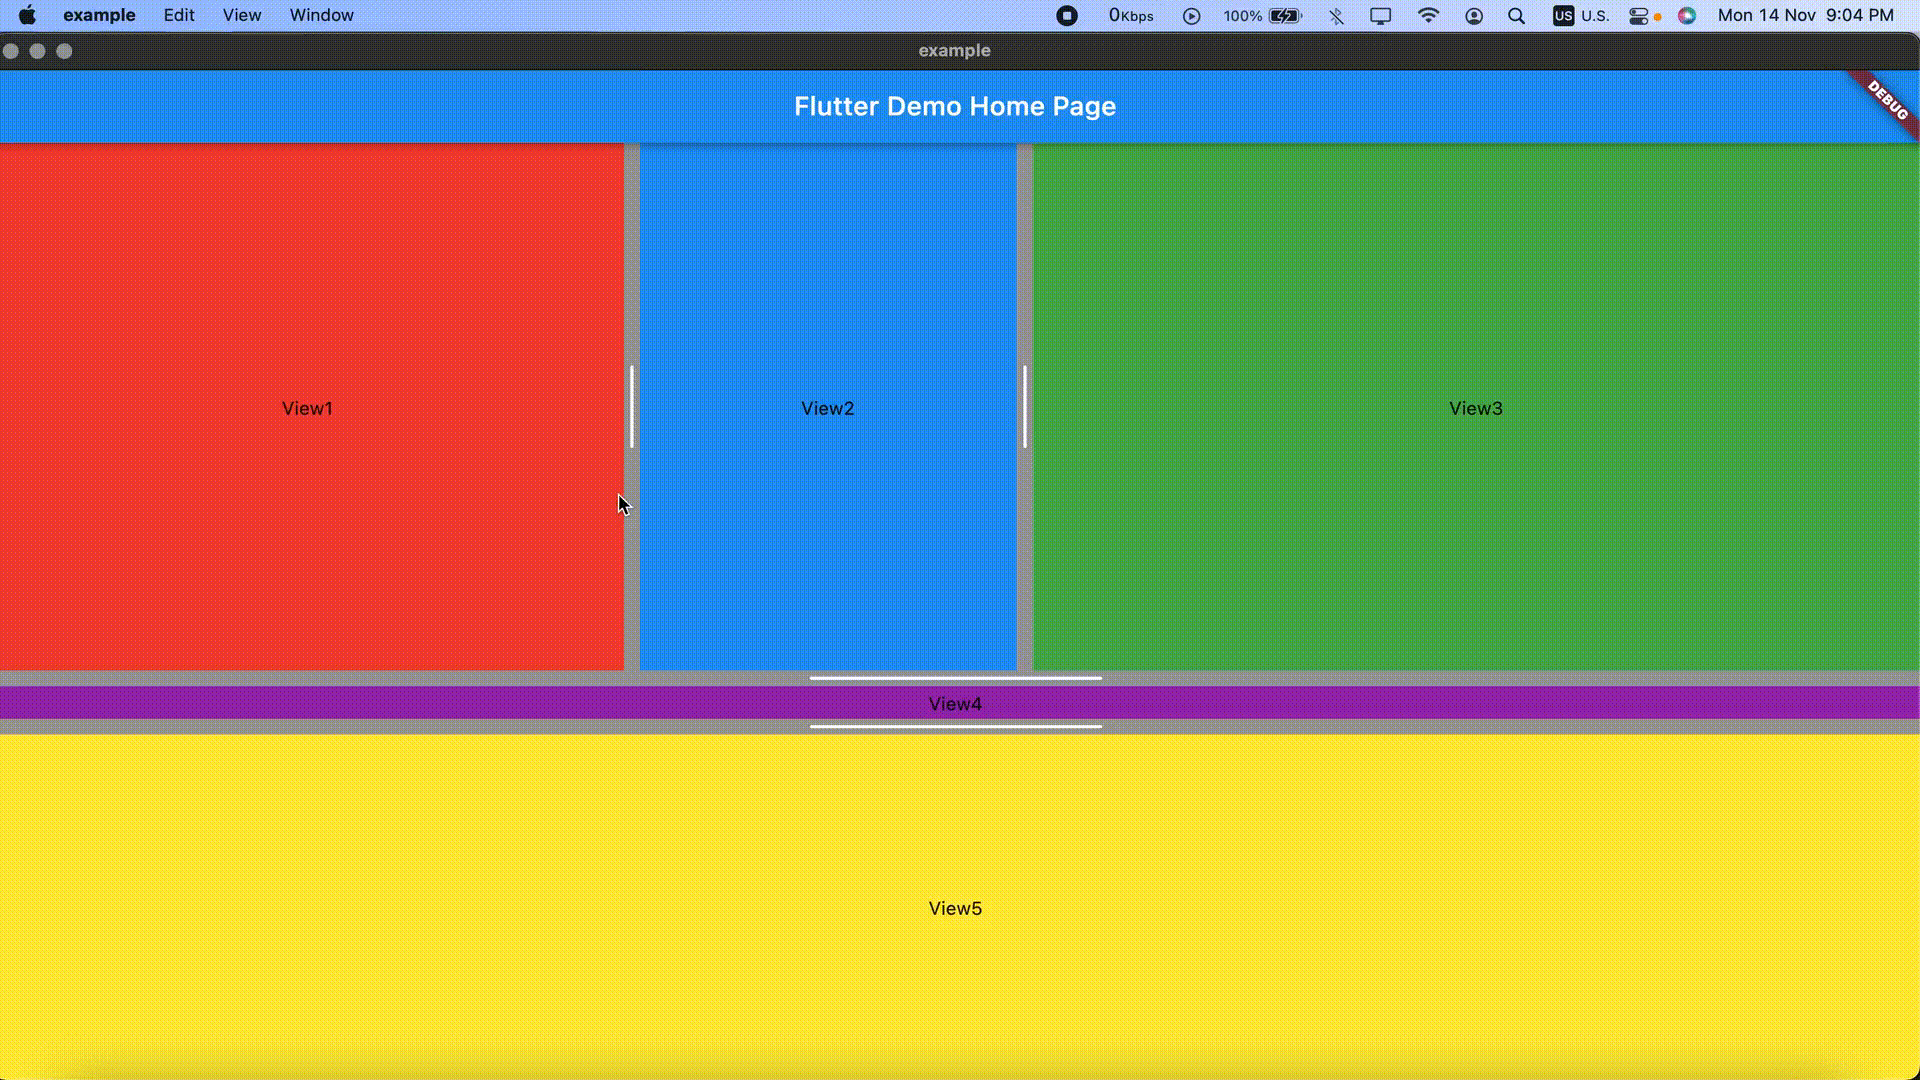 example Edit View Window 0Kbps 100% US U.S. Mon 14 Nov 9:04 PM
example
Flutter Demo Home Page
DEBUG
View1 View2 View3
View4
View5